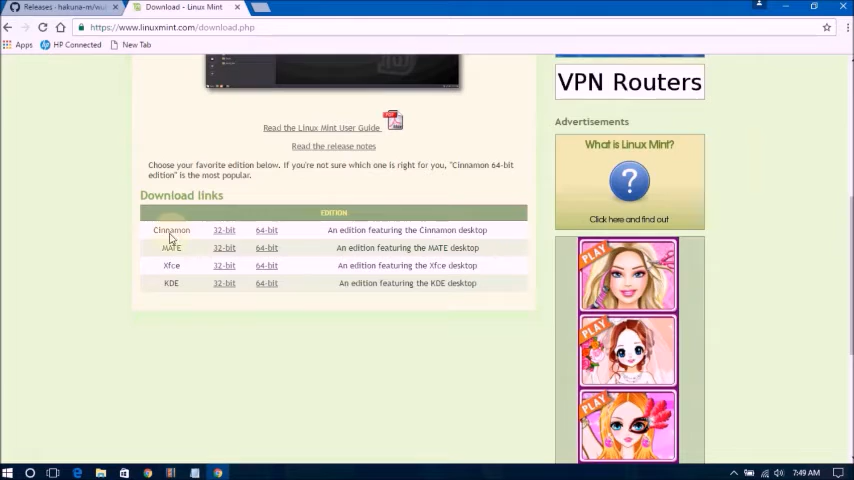 Releases · hakuna-m/wu
Download - Linux Mint
https://www.linuxmint.com/download.php
Apps
HP Connected
New Tab
Read the Linux Mint User Guide
PDF
Read the release notes
Choose your favorite edition below. If you're not sure which one is right for you, "Cinnamon 64-bit
edition" is the most popular.
Download links
EDITION
Cinnamon 32-bit 64-bit An edition featuring the Cinnamon desktop
MATE 32-bit 64-bit An edition featuring the MATE desktop
Xfce 32-bit 64-bit An edition featuring the Xfce desktop
KDE 32-bit 64-bit An edition featuring the KDE desktop
VPN Routers
Advertisements
What is Linux Mint?
?
Click here and find out
PLAY
PLAY
PLAY
7:49 AM